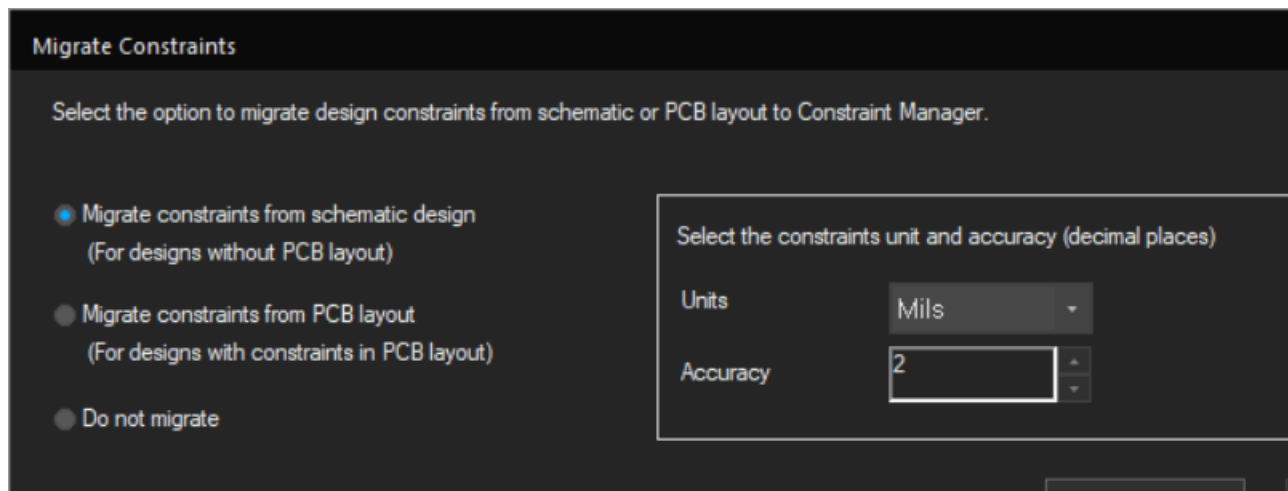 Migrate Constraints
Select the option to migrate design constraints from schematic or PCB layout to Constraint Manager.
Migrate constraints from schematic design
(For designs without PCB layout)
Migrate constraints from PCB layout
(For designs with constraints in PCB layout)
Do not migrate
Select the constraints unit and accuracy (decimal places)
Units
Mils
Accuracy
2